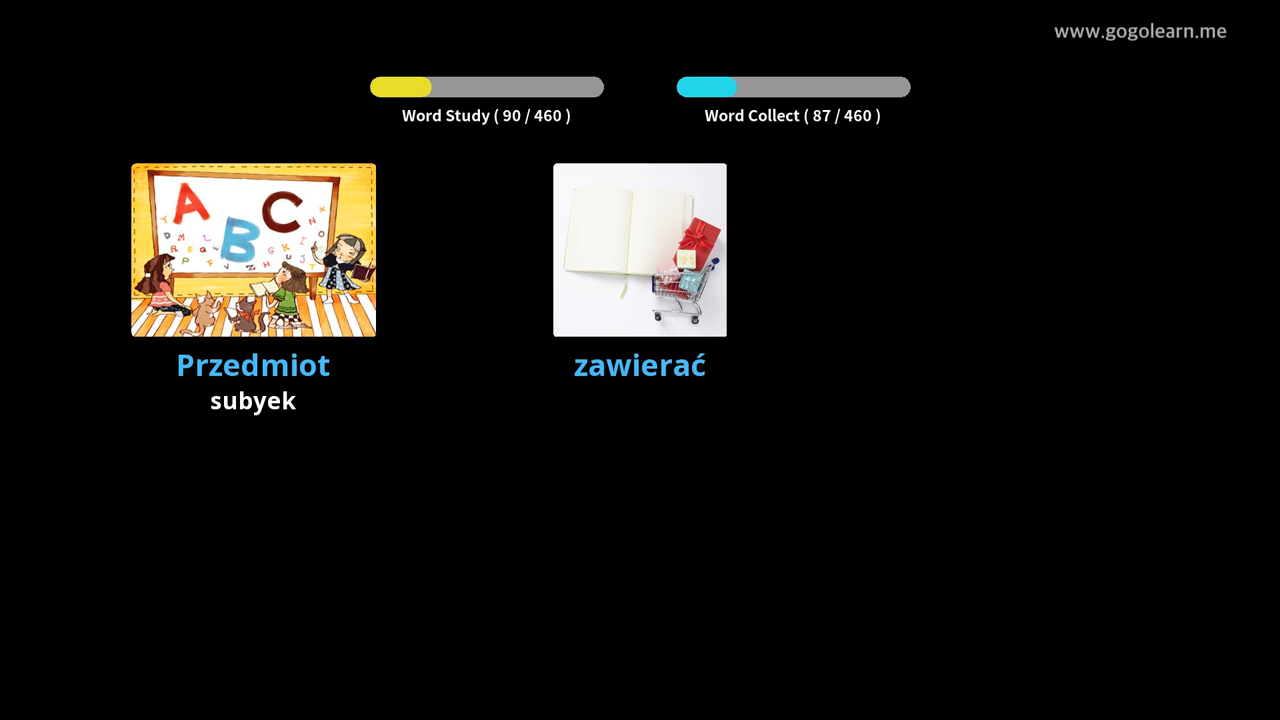 www.gogolearn.me
Word Study ( 90 / 460 )
Word Collect ( 87 / 460 )
A B C
Przedmiot
subyek
zawierać